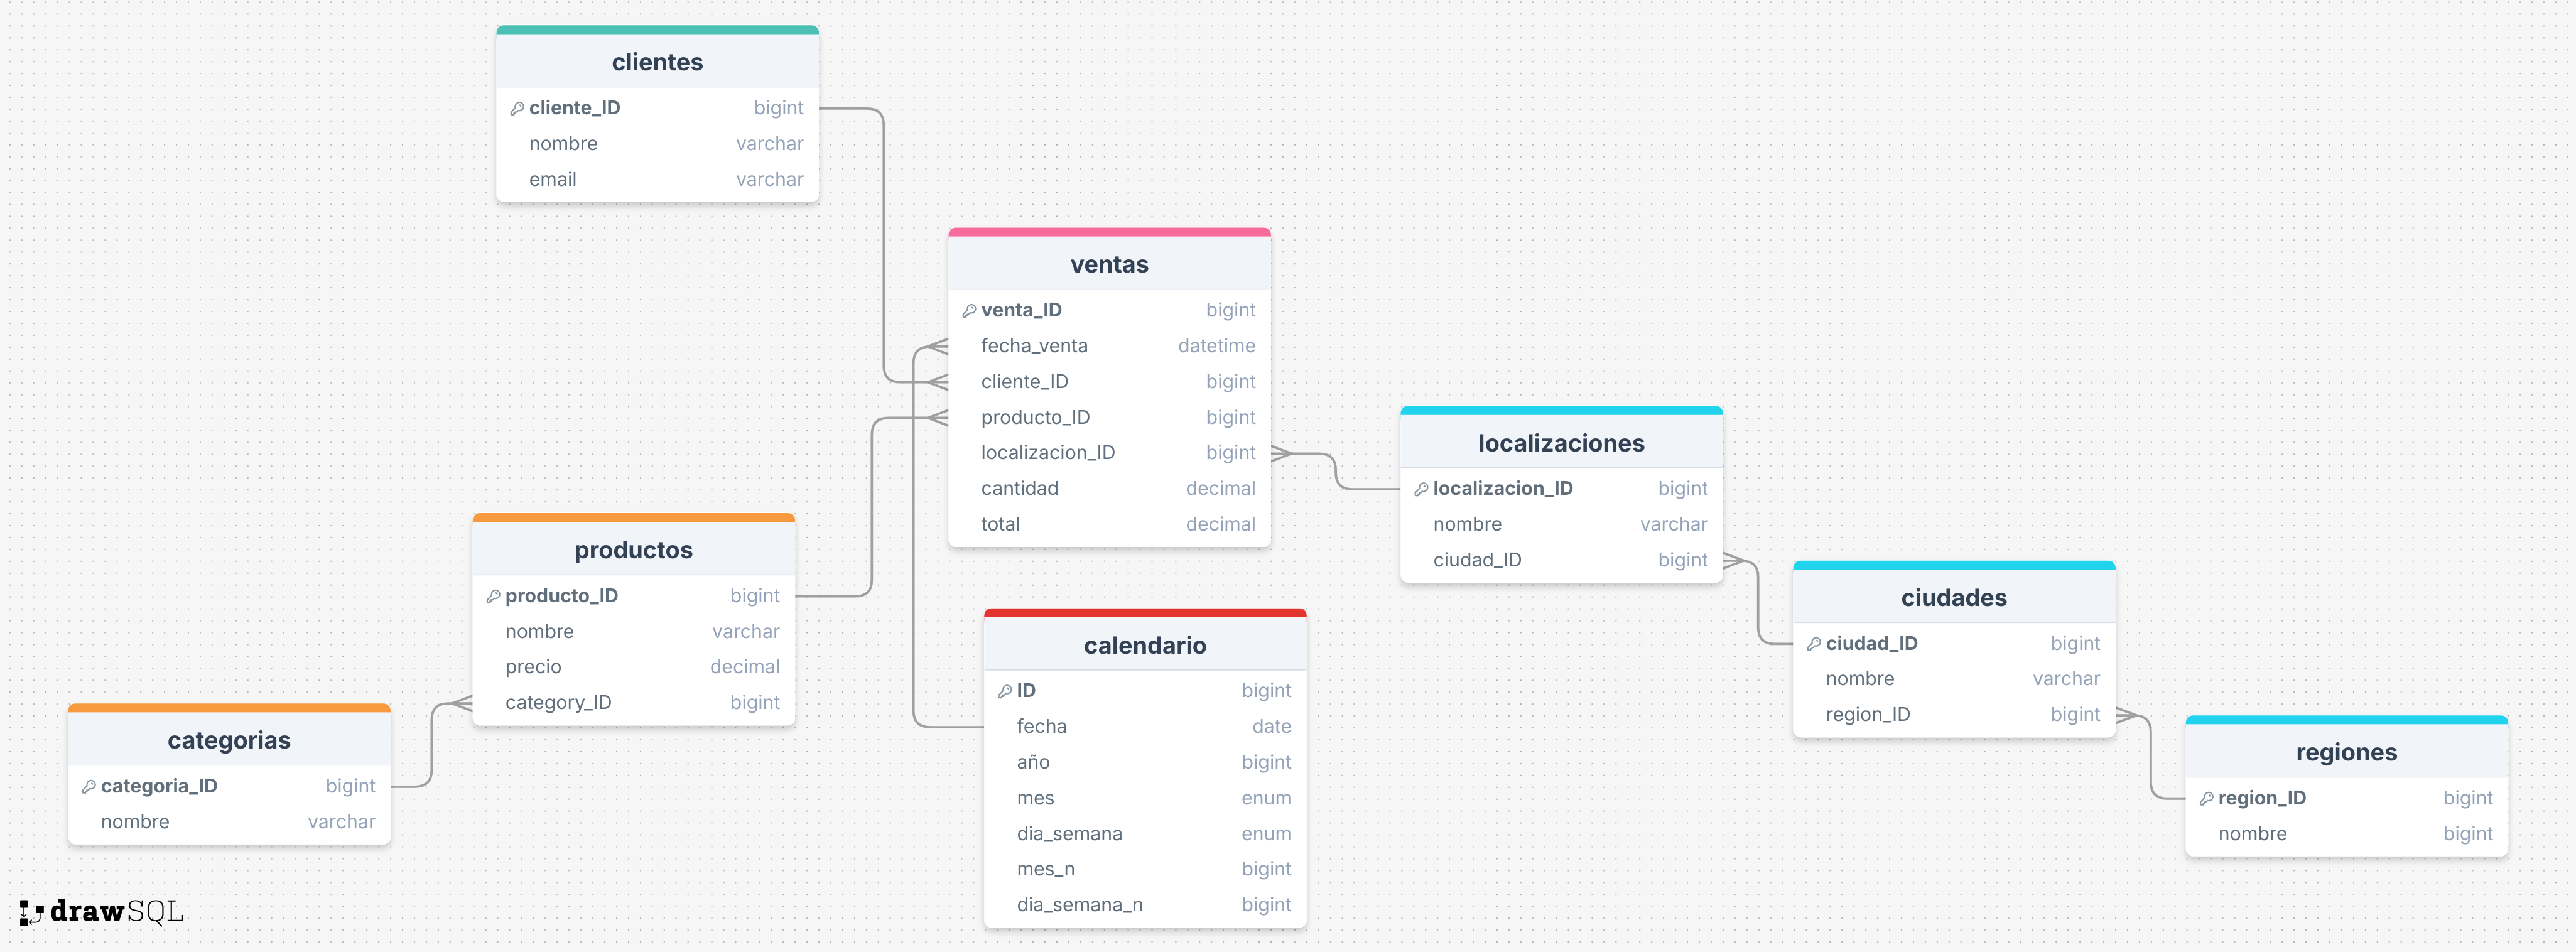 clientes
cliente_ID bigint
nombre varchar
email varchar
ventas
venta_ID bigint
fecha_venta datetime
cliente_ID bigint
producto_ID bigint
localizacion_ID bigint
cantidad decimal
total decimal
localizaciones
localizacion_ID bigint
nombre varchar
ciudad_ID bigint
productos
producto_ID bigint
nombre varchar
precio decimal
category_ID bigint
ciudades
ciudad_ID bigint
nombre varchar
region_ID bigint
calendario
ID bigint
fecha date
año bigint
mes enum
dia_semana enum
mes_n bigint
dia_semana_n bigint
categorias
categoria_ID bigint
nombre varchar
regiones
region_ID bigint
nombre bigint
drawSQL